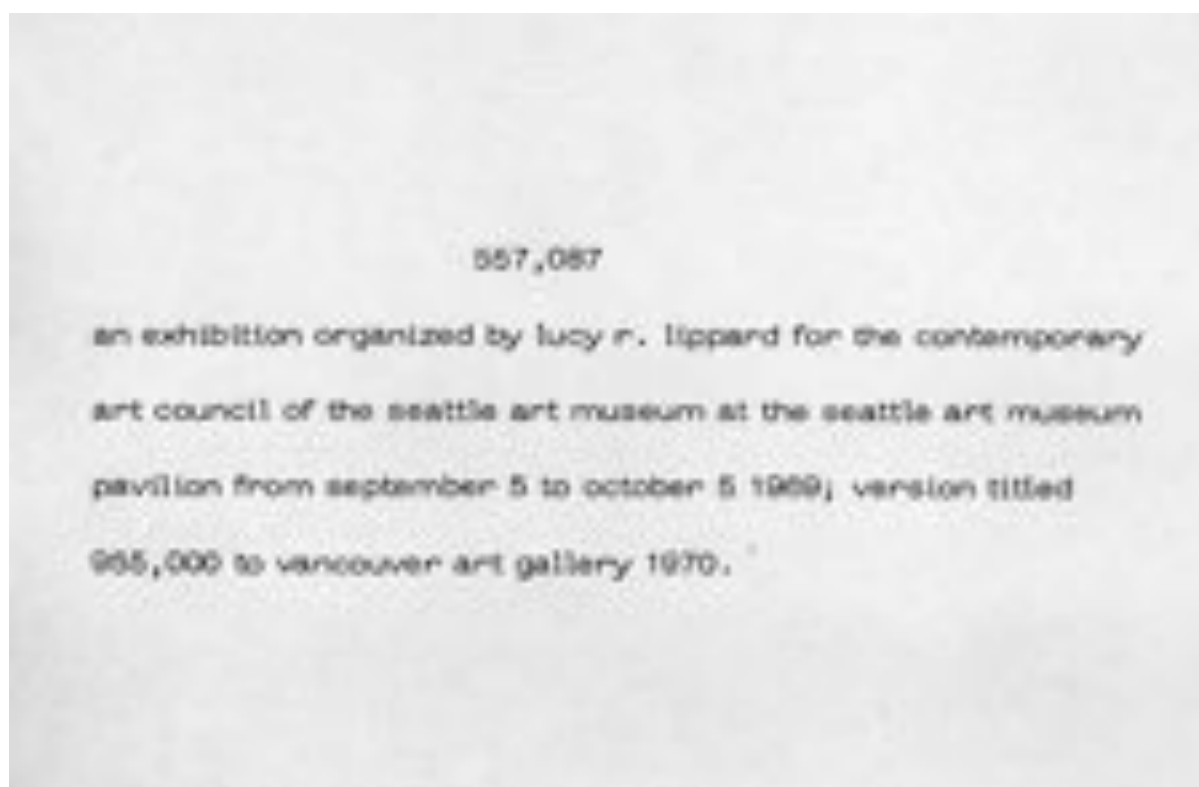 557,087
an exhibition organized by lucy r. lippard for the contemporary
art council of the seattle art museum at the seattle art museum
pavilion from september 5 to october 5 1969; version titled
955,000 to vancouver art gallery 1970.